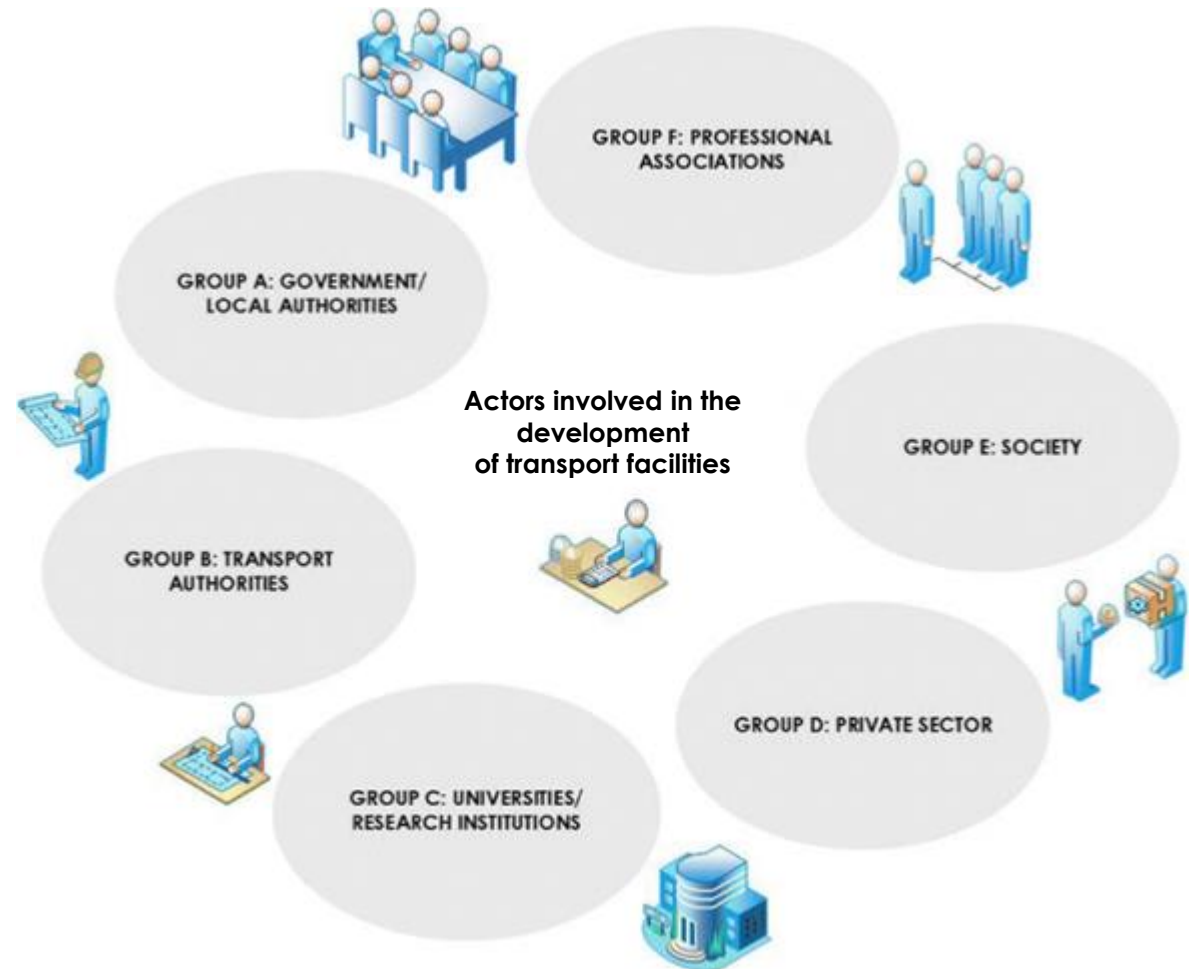 GROUP F: PROFESSIONAL
ASSOCIATIONS
GROUP A: GOVERNMENT/
LOCAL AUTHORITIES
Actors involved in the
development
of transport facilities
GROUP E: SOCIETY
GROUP B: TRANSPORT
AUTHORITIES
GROUP D: PRIVATE SECTOR
GROUP C: UNIVERSITIES/
RESEARCH INSTITUTIONS